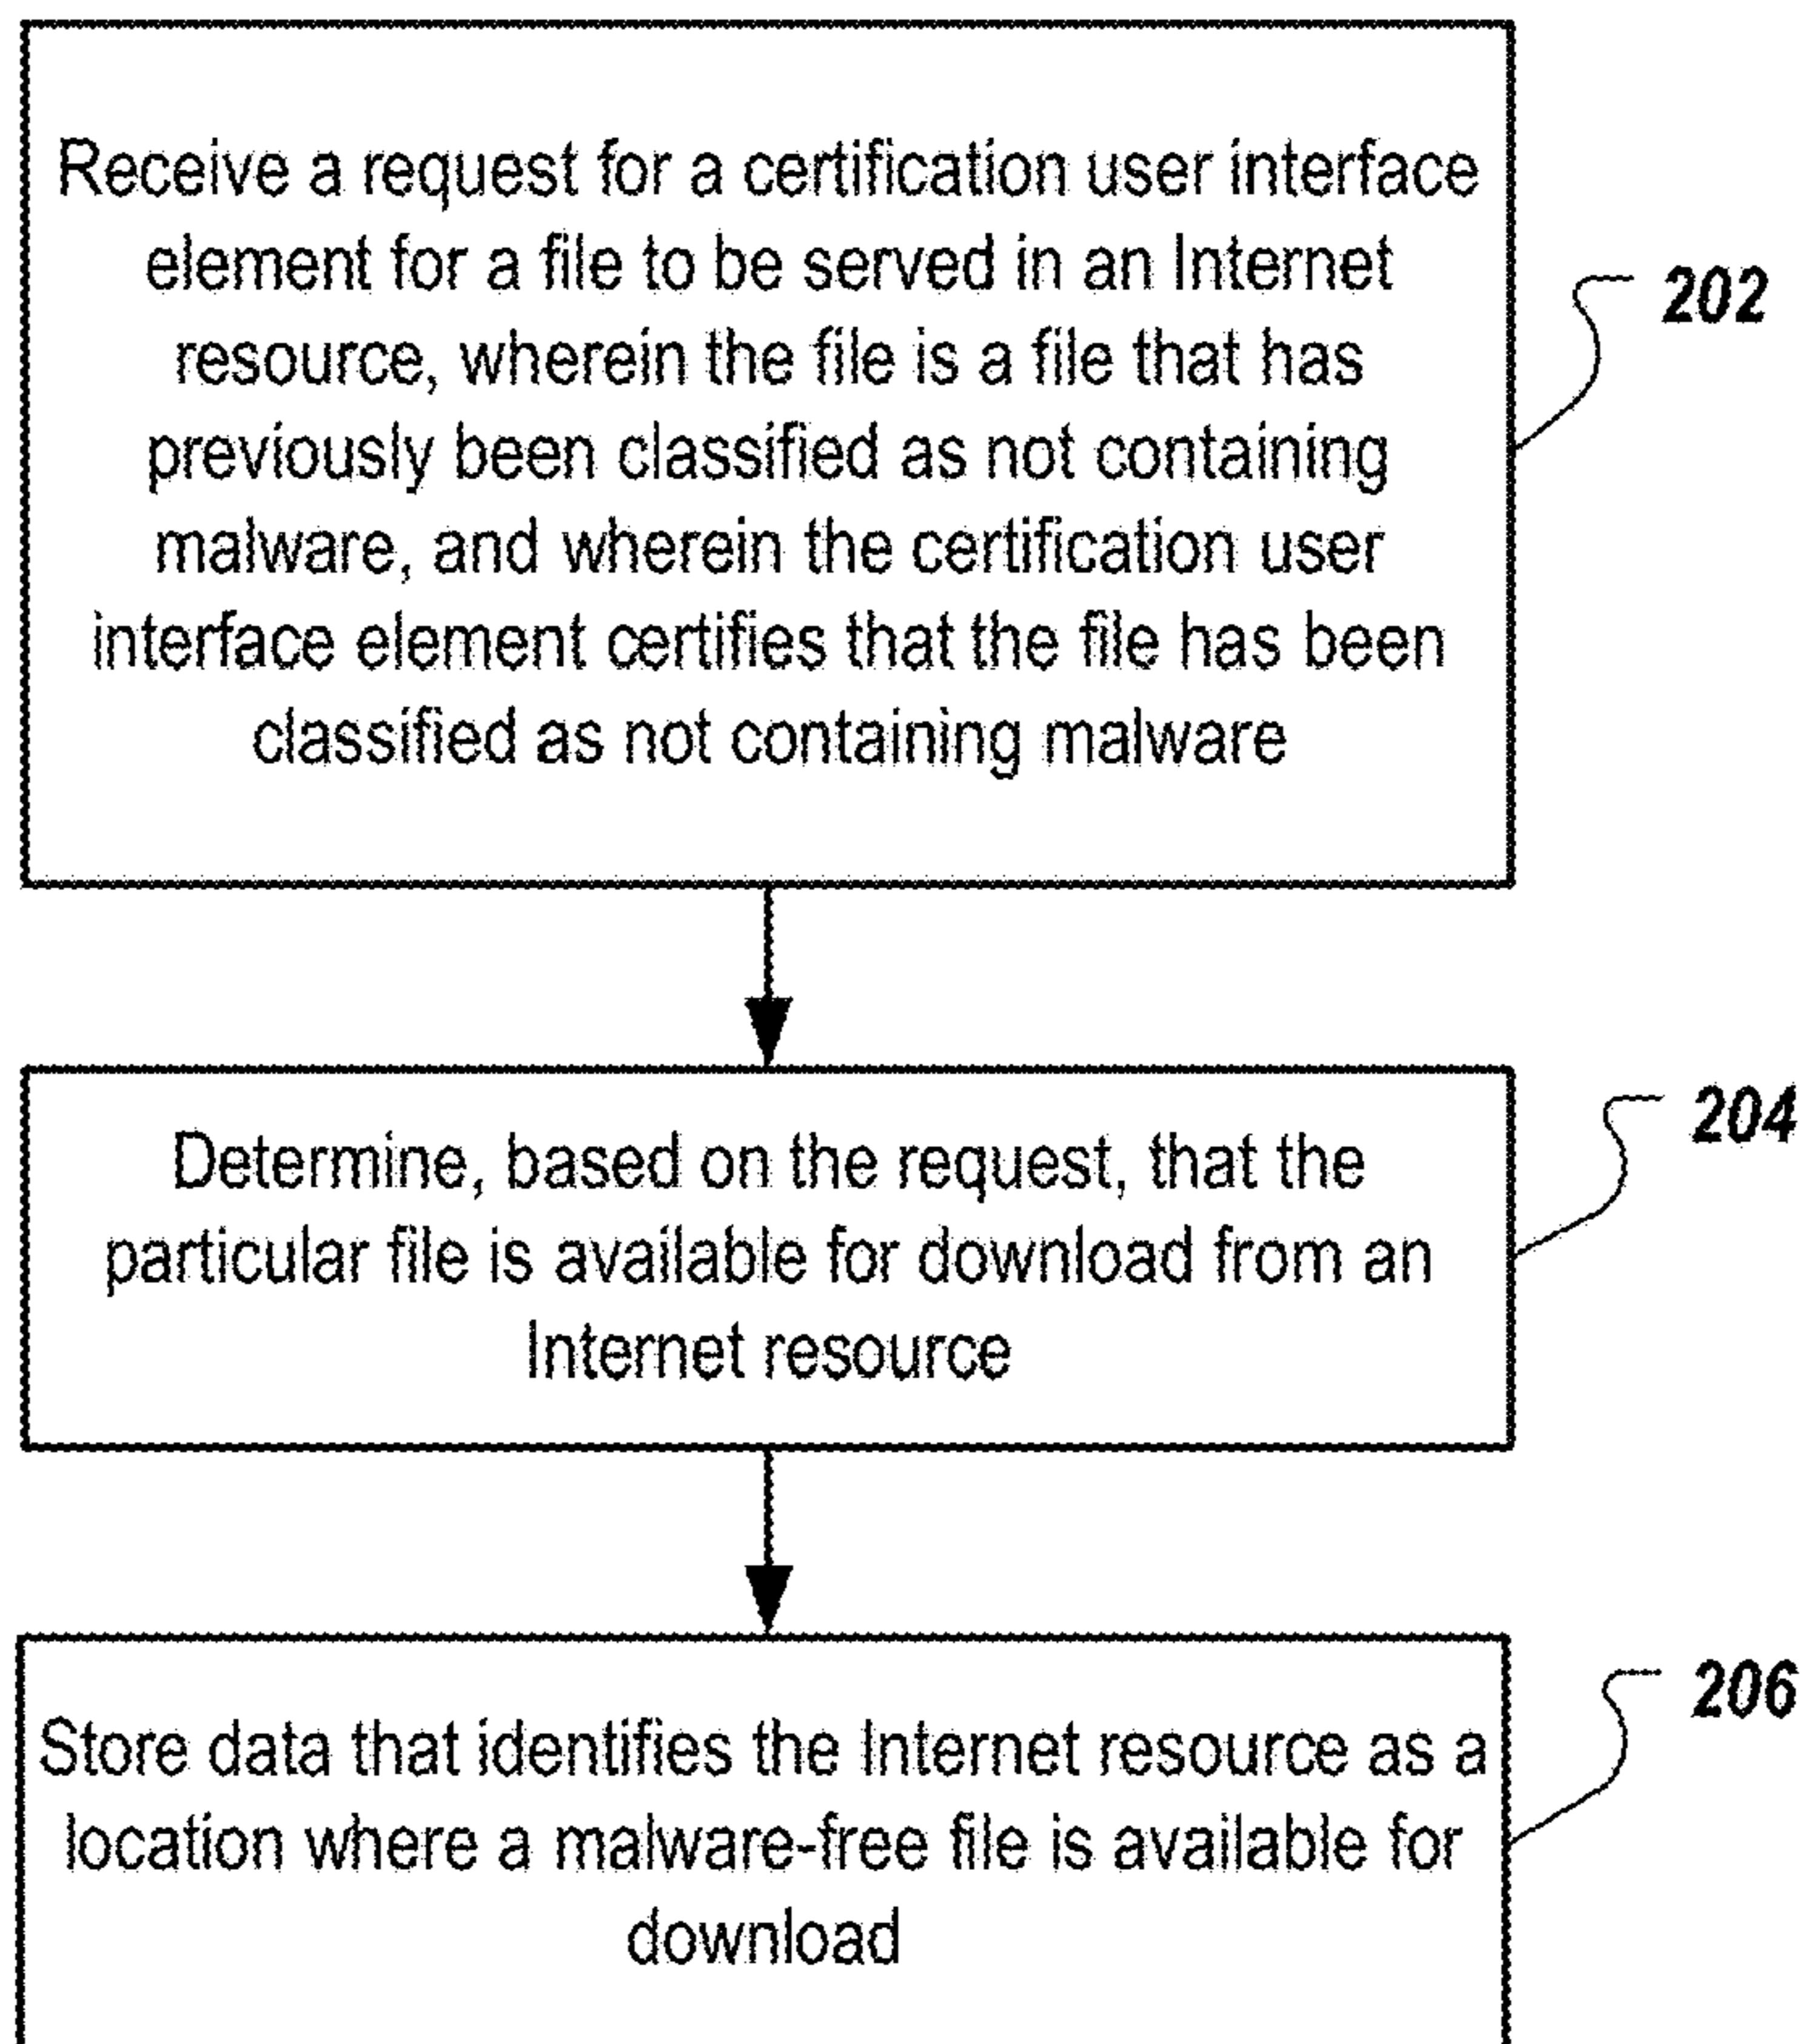 Receive a request for a certification user interface
element for a file to be served in an Internet
resource, wherein the file is a file that has
previously been classified as not containing
malware, and wherein the certification user
interface element certifies that the file has been
classified as not containing malware
202
Determine, based on the request, that the
particular file is available for download from an
Internet resource
204
Store data that identifies the Internet resource as a
location where a malware-free file is available for
download
206